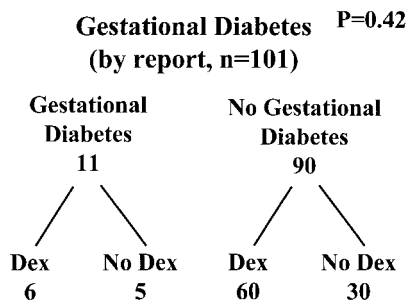 Gestational Diabetes P=0.42
(by report, n=101)
Gestational No Gestational
Diabetes Diabetes
11 90
Dex No Dex Dex No Dex
6 5 60 30